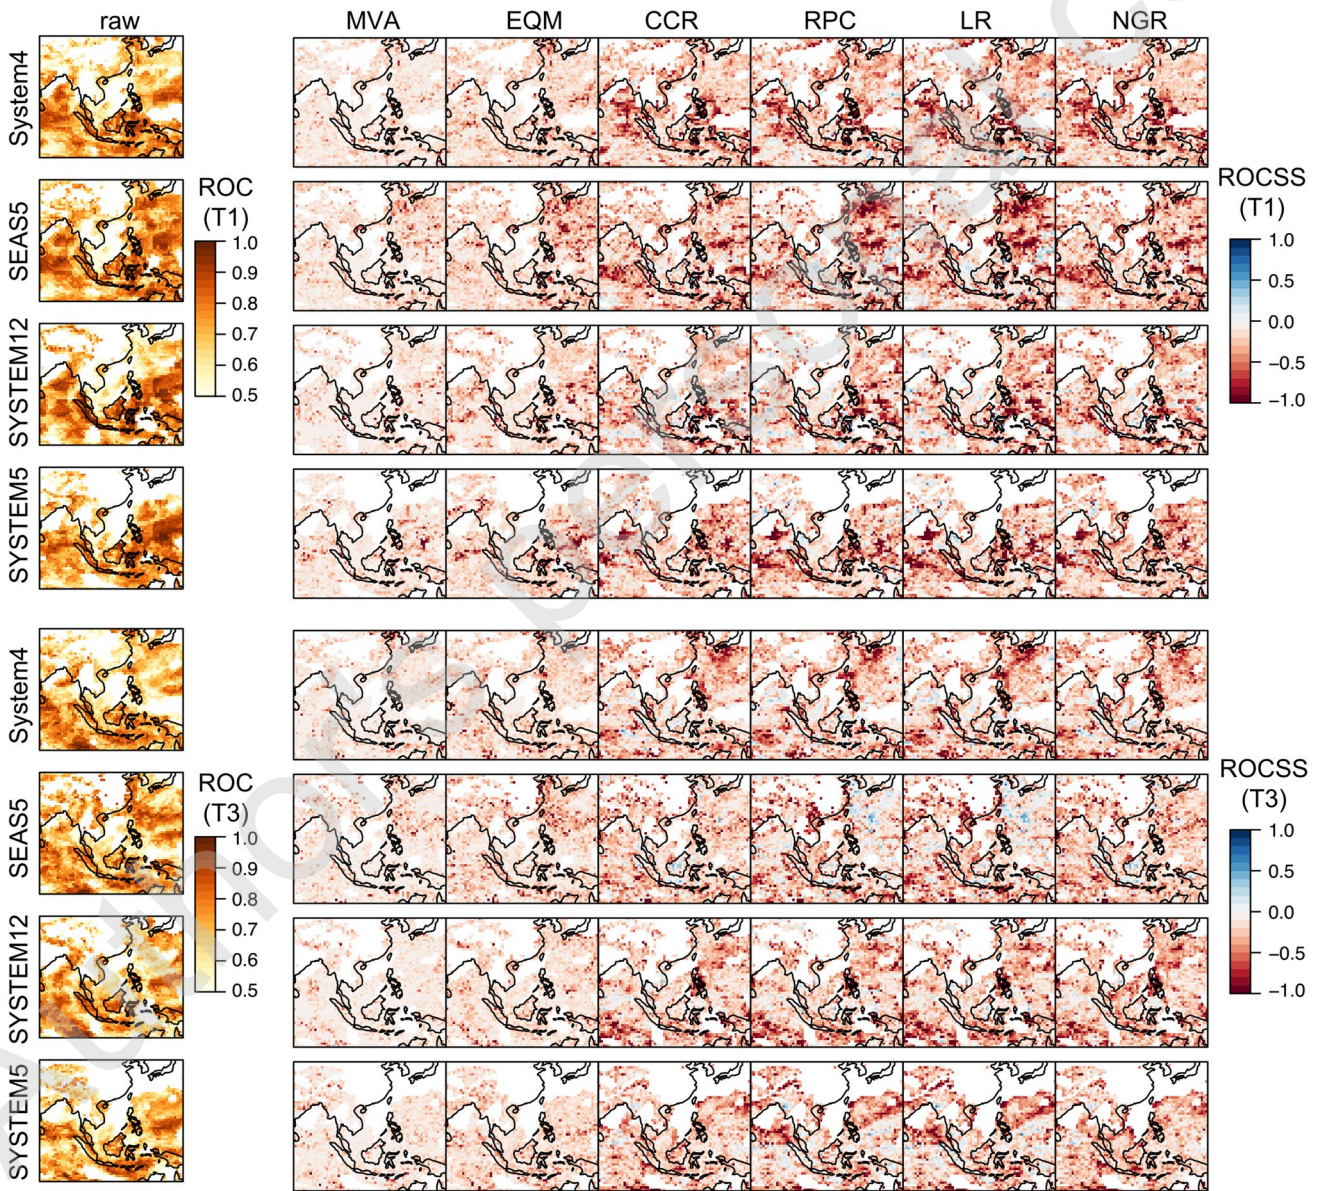 raw MVA EQM CCR RPC LR NGR
System4
SEAS5
ROC
(T1)
1.0
0.9
0.8
0.7
0.6
0.5
ROCSS
(T1)
1.0
0.5
0.0
−0.5
−1.0
SYSTEM12
SYSTEM5
System4
SEAS5
ROC
(T3)
1.0
0.9
0.8
0.7
0.6
0.5
ROCSS
(T3)
1.0
0.5
0.0
−0.5
−1.0
SYSTEM12
SYSTEM5
Author's personal c